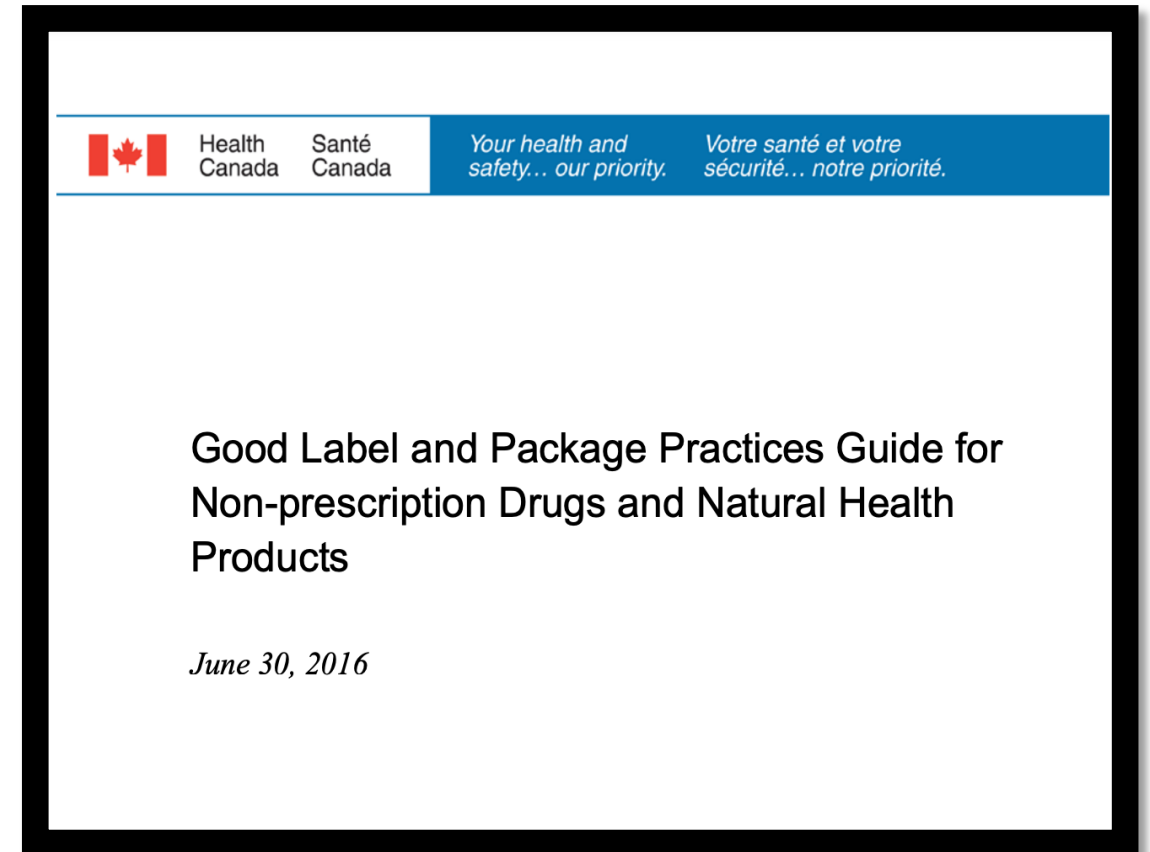 Health Canada
Santé Canada
Your health and safety... our priority.
Votre santé et votre sécurité... notre priorité.
Good Label and Package Practices Guide for
Non-prescription Drugs and Natural Health
Products
June 30, 2016